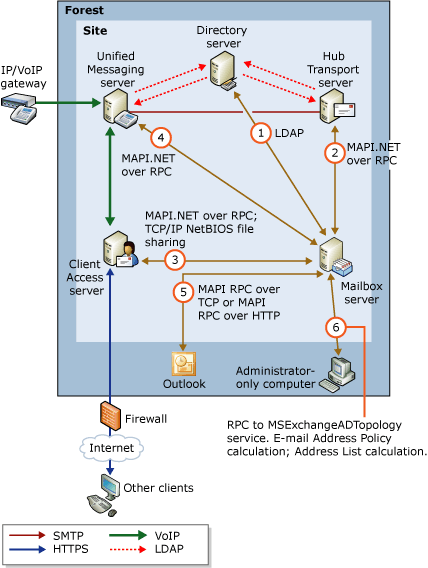 Forest
Site
Directory
server
Unified
Messaging
server
Hub
Transport
server
IP/VoIP
gateway
4
1
LDAP
2
MAPI.NET
over RPC
MAPI.NET
over RPC
MAPI.NET over RPC;
TCP/IP NetBIOS file
sharing
3
Client
Access
server
Mailbox
server
5
MAPI RPC over
TCP or MAPI
RPC over HTTP
6
Outlook
Administrator-
only computer
Firewall
RPC to MSExchangeADTopology
service. E-mail Address Policy
calculation; Address List calculation.
Internet
Other clients
SMTP
VoIP
HTTPS
LDAP